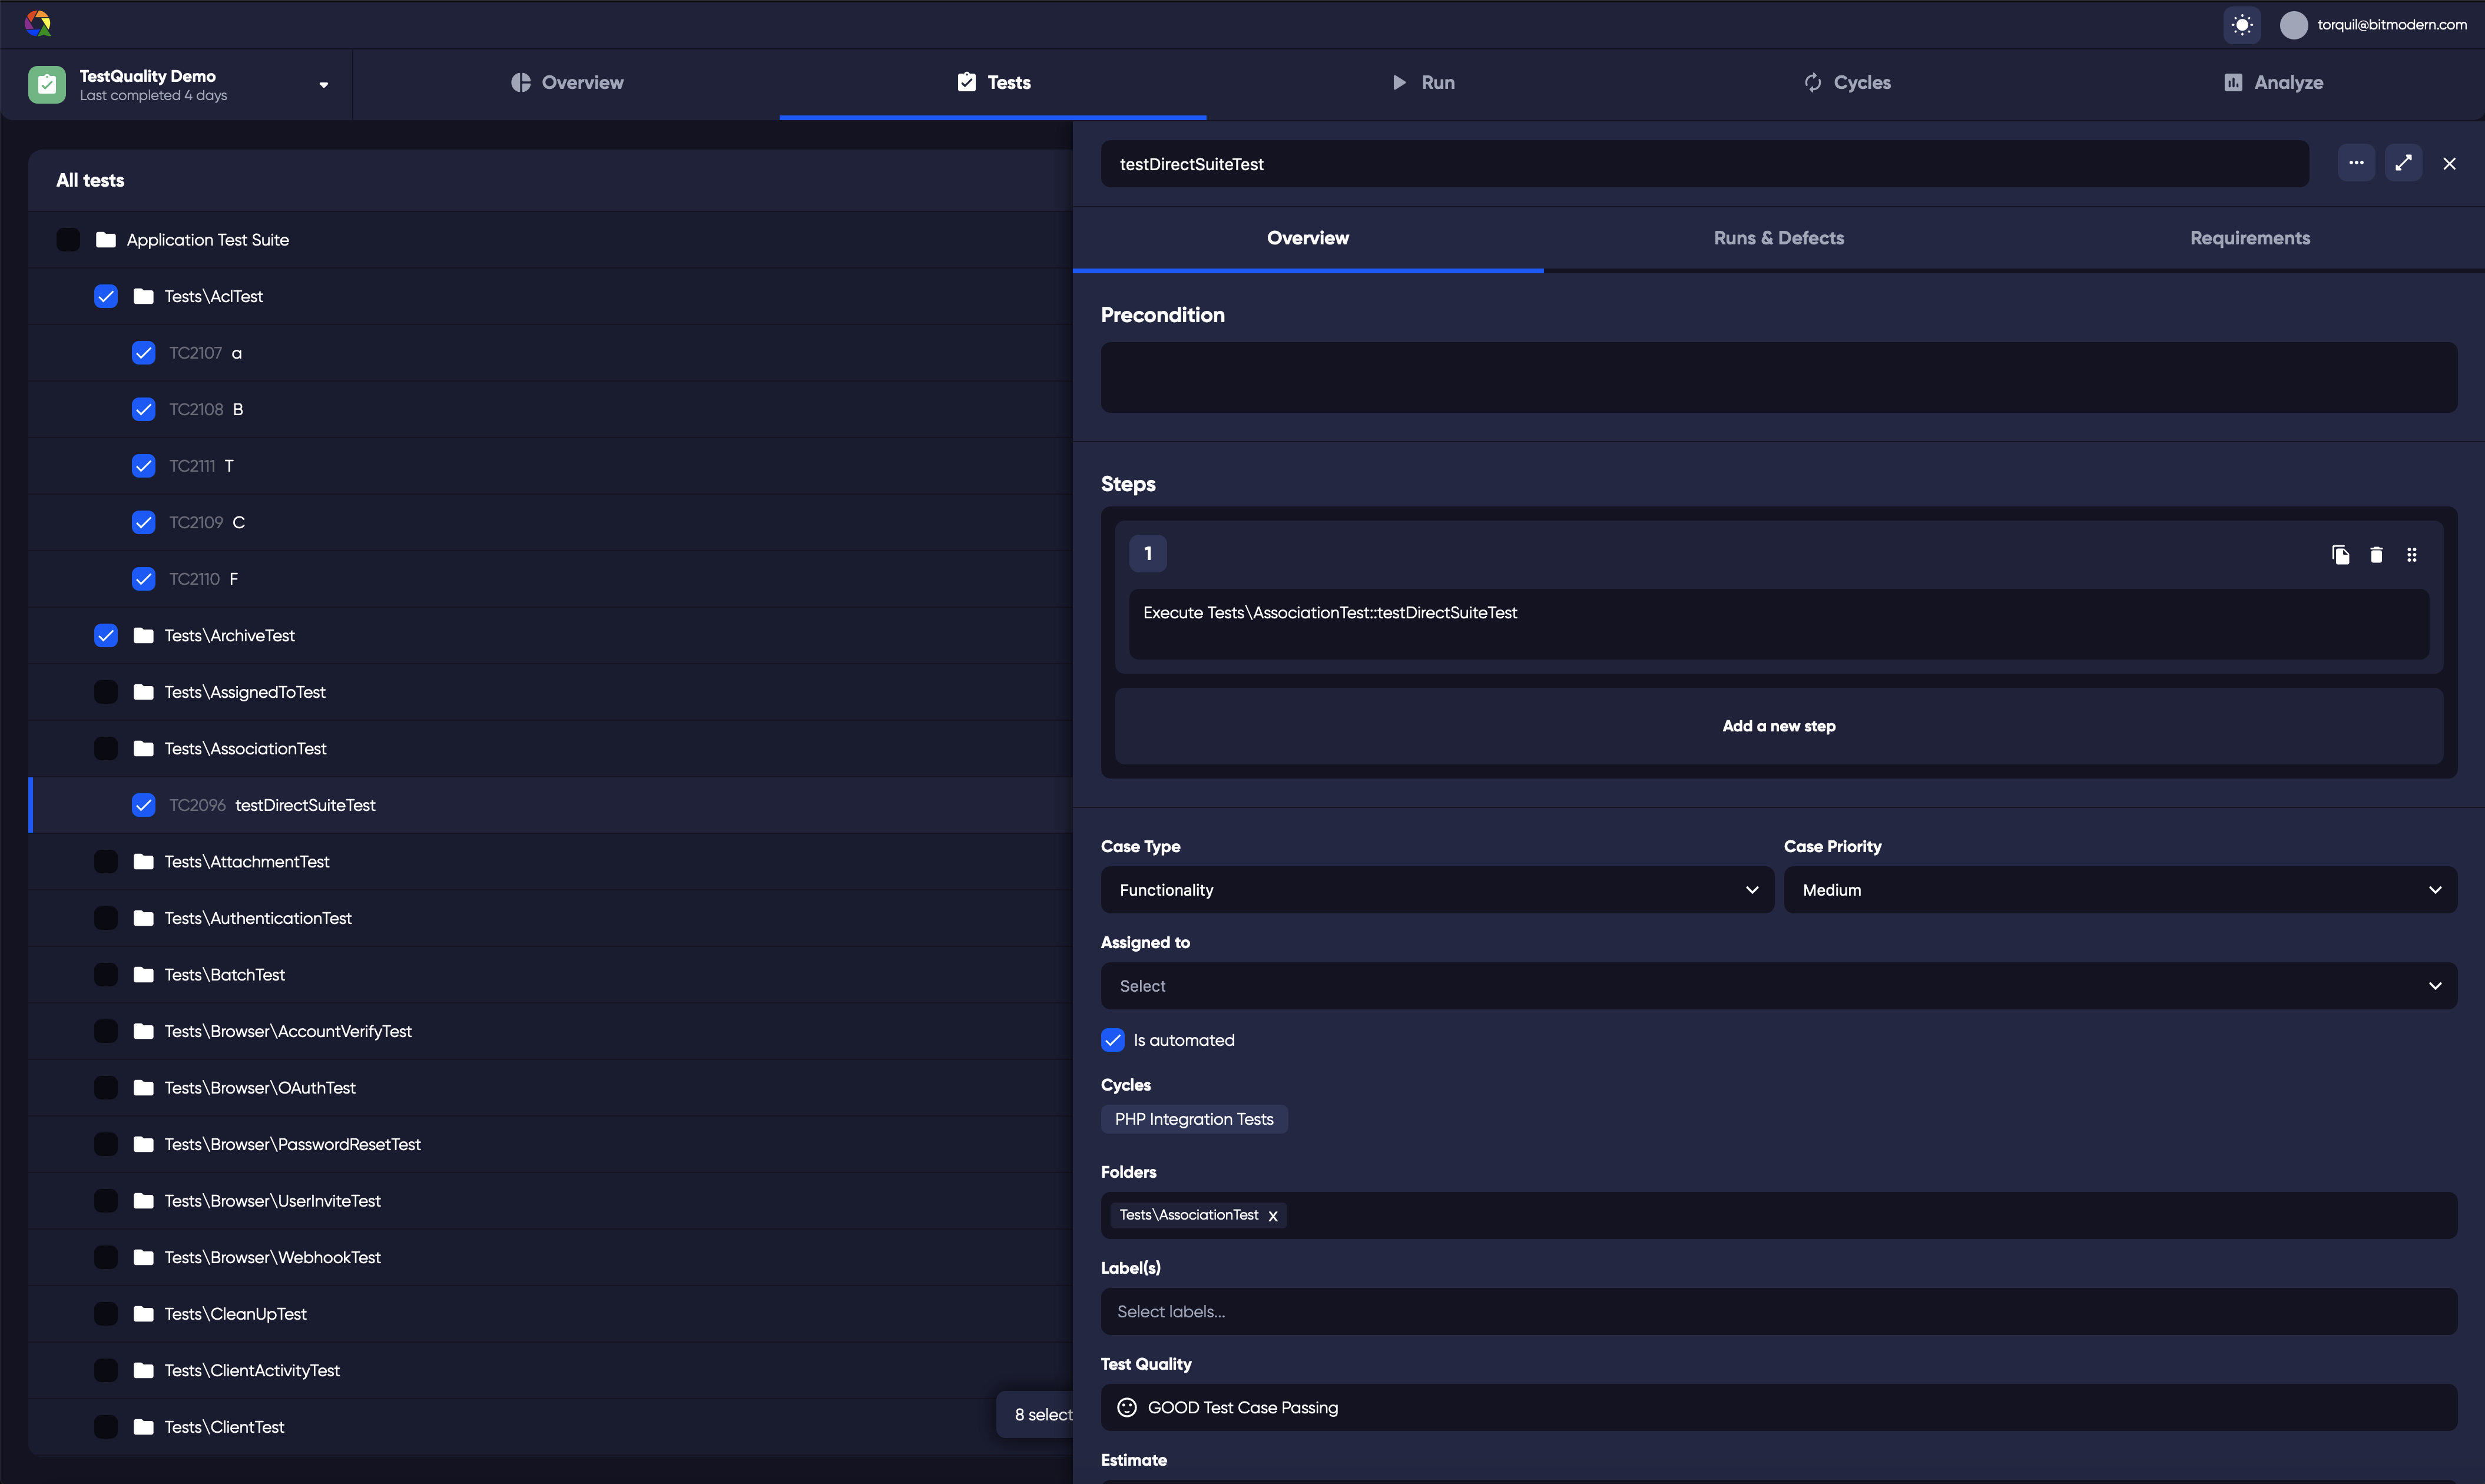 torquil@bitmodern.com
TestQuality Demo
Last completed 4 days
Overview
Tests
Run
Cycles
Analyze
All tests
Application Test Suite
Tests\AclTest
TC2107 a
TC2108 B
TC2111 T
TC2109 C
TC2110 F
Tests\ArchiveTest
Tests\AssignedToTest
Tests\AssociationTest
TC2096 testDirectSuiteTest
Tests\AttachmentTest
Tests\AuthenticationTest
Tests\BatchTest
Tests\Browser\AccountVerifyTest
Tests\Browser\OAuthTest
Tests\Browser\PasswordResetTest
Tests\Browser\UserInviteTest
Tests\Browser\WebhookTest
Tests\CleanUpTest
Tests\ClientActivityTest
Tests\ClientTest
8 select
testDirectSuiteTest
Overview
Runs & Defects
Requirements
Precondition
Steps
1
Execute Tests\AssociationTest::testDirectSuiteTest
Add a new step
Case Type
Case Priority
Functionality
Medium
Assigned to
Select
Is automated
Cycles
PHP Integration Tests
Folders
Tests\AssociationTest x
Label(s)
Select labels...
Test Quality
GOOD Test Case Passing
Estimate